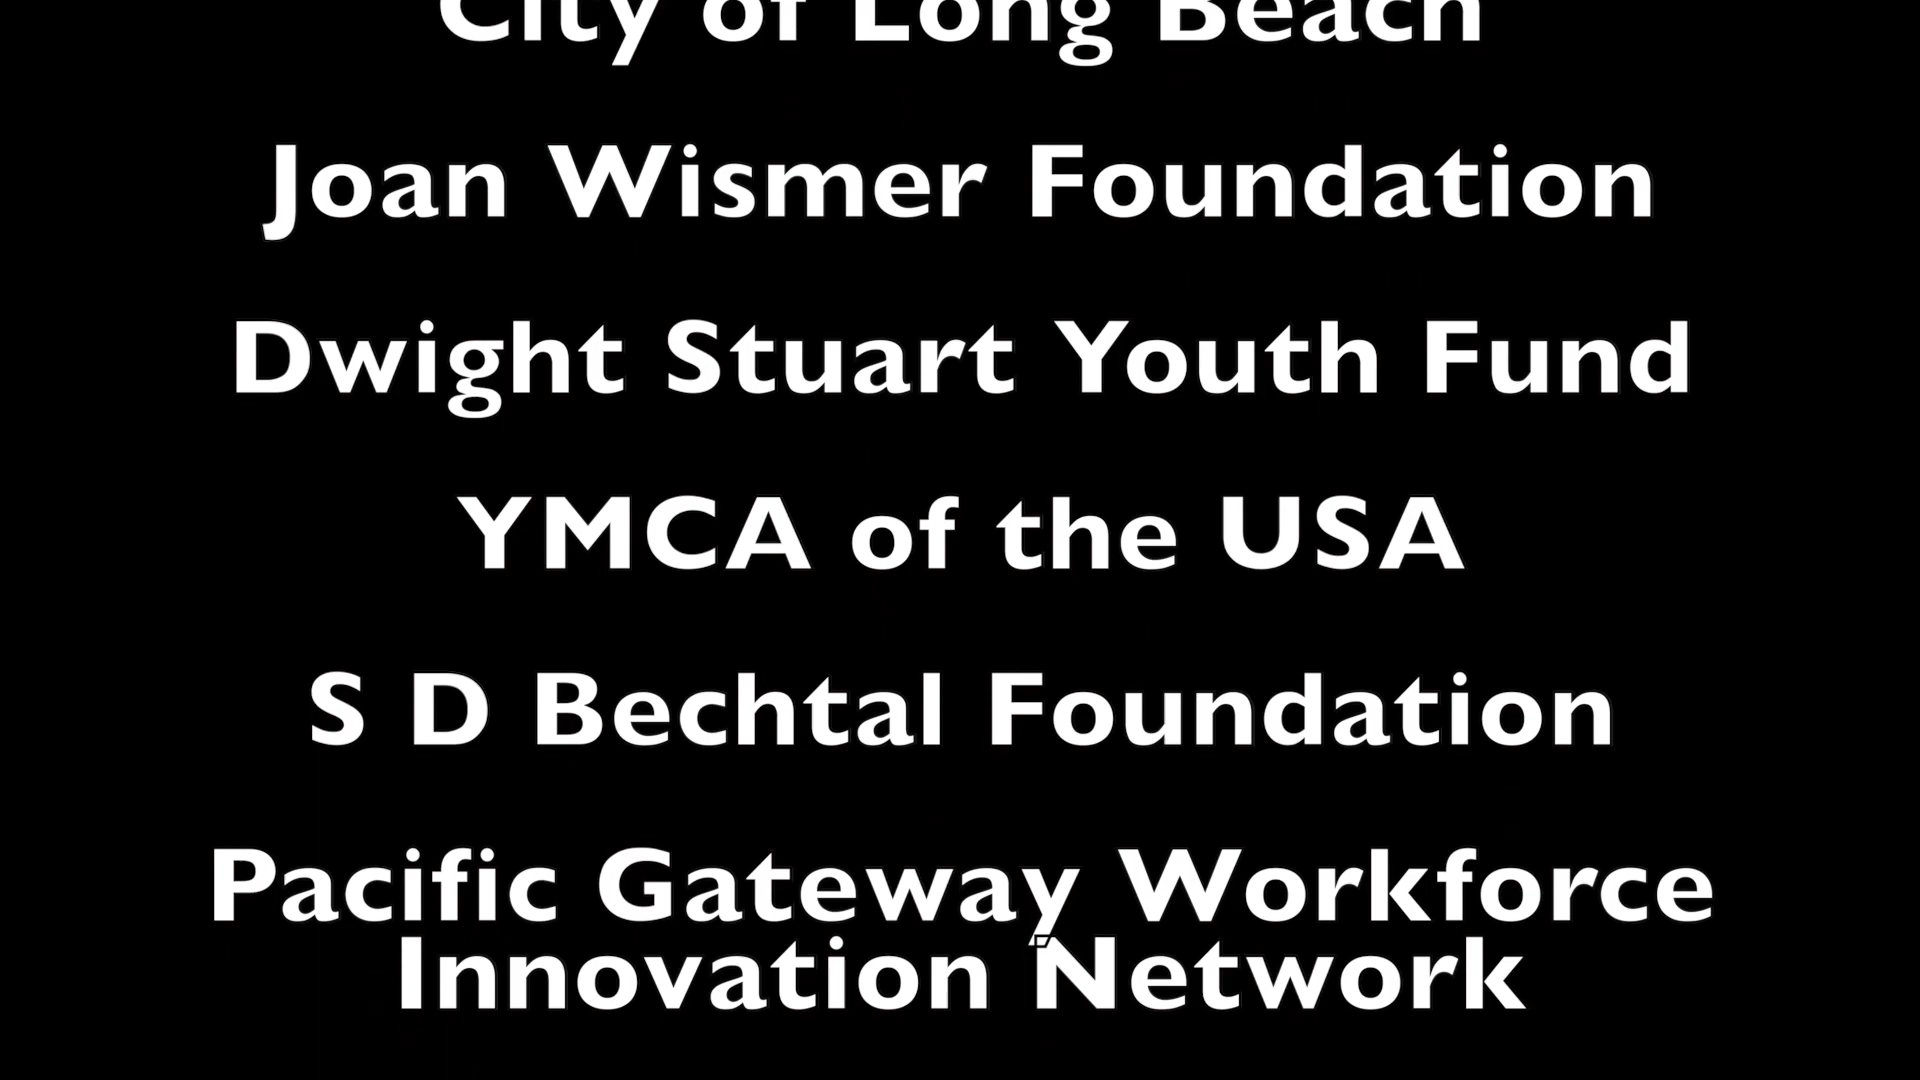 City of Long Beach
Joan Wismer Foundation
Dwight Stuart Youth Fund
YMCA of the USA
S D Bechtal Foundation
Pacific Gateway Workforce
Innovation Network